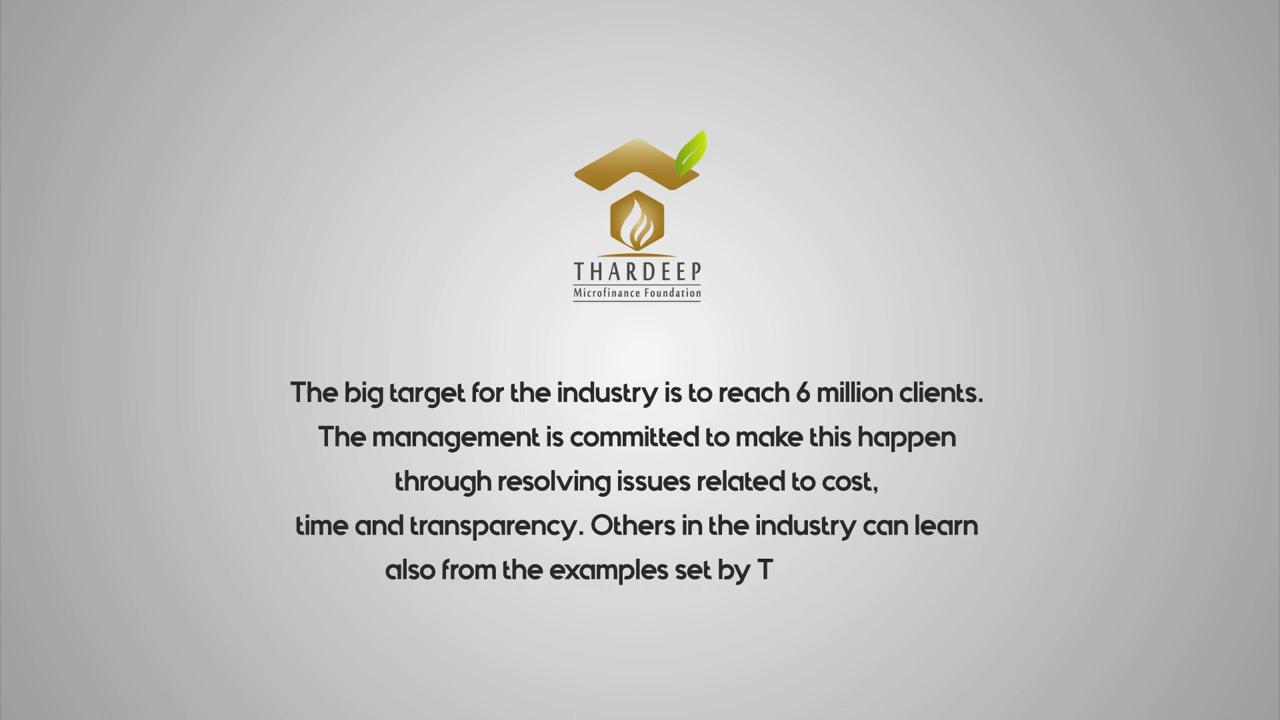 THARDEEP
Microfinance Foundation
The big target for the industry is to reach 6 million clients.
The management is committed to make this happen
through resolving issues related to cost,
time and transparency. Others in the industry can learn
also from the examples set by T